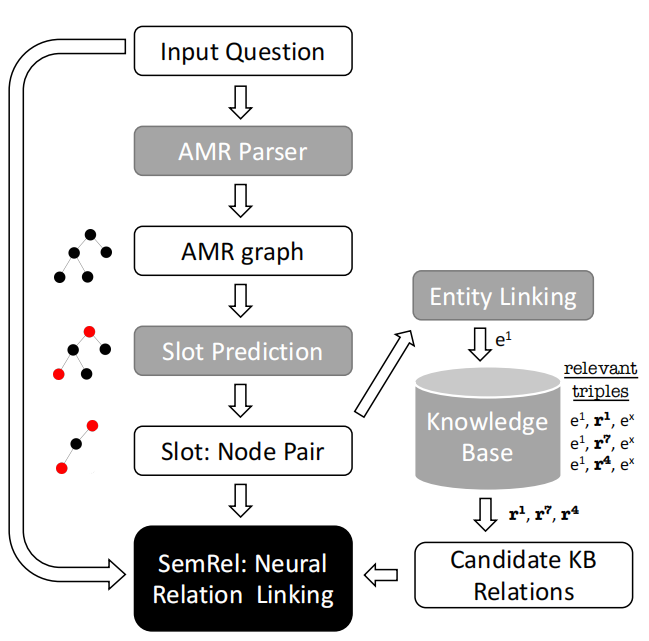 Input Question
AMR Parser
AMR graph
Slot Prediction
Slot: Node Pair
SemRel: Neural
Relation Linking
Entity Linking
e¹
Knowledge
Base
relevant
triples
e¹, r¹, eˣ
e¹, r⁷, eˣ
e¹, r⁴, eˣ
r¹, r⁷, r⁴
Candidate KB
Relations